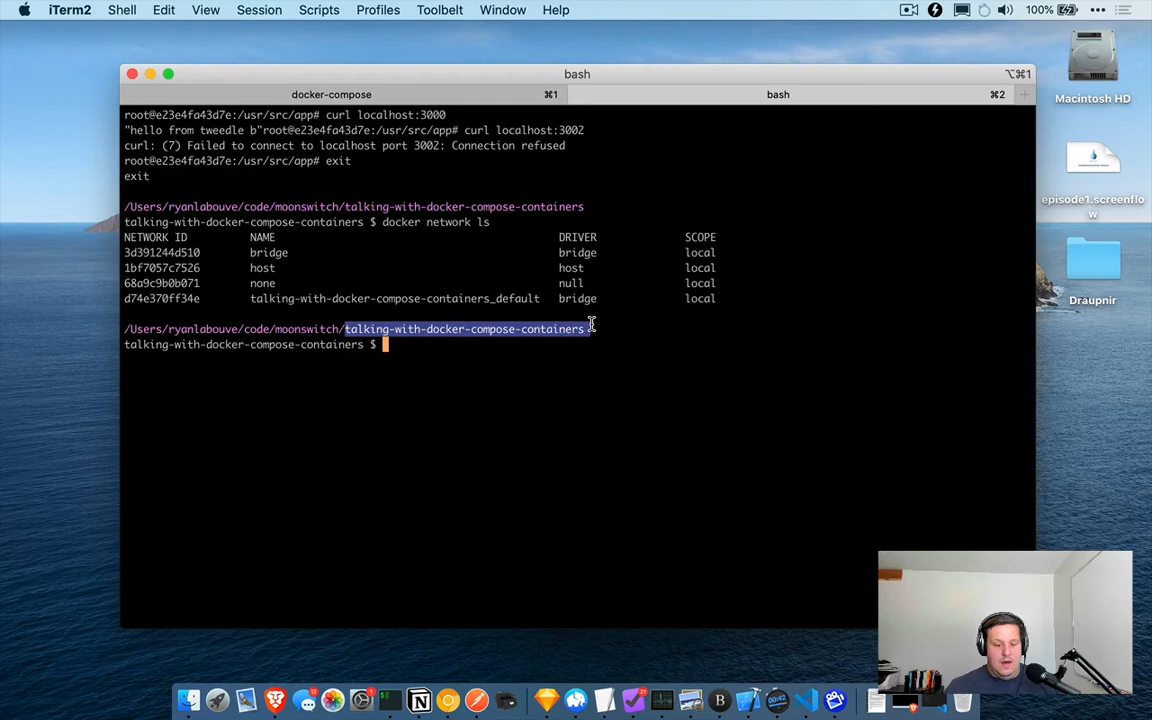 iTerm2 Shell Edit View Session Scripts Profiles Toolbelt Window Help 100%
bash ⌥⌘1
docker-compose ⌘1 bash ⌘2 +
root@e23e4fa43d7e:/usr/src/app# curl localhost:3000
"hello from tweedle b"root@e23e4fa43d7e:/usr/src/app# curl localhost:3002
curl: (7) Failed to connect to localhost port 3002: Connection refused
root@e23e4fa43d7e:/usr/src/app# exit
exit
/Users/ryanlabouve/code/moonswitch/talking-with-docker-compose-containers
talking-with-docker-compose-containers $ docker network ls
NETWORK ID NAME DRIVER SCOPE
3d391244d510 bridge bridge local
1bf7057c7526 host host local
68a9c9b0b071 none null local
d74e370ff34e talking-with-docker-compose-containers_default bridge local
/Users/ryanlabouve/code/moonswitch/talking-with-docker-compose-containers
talking-with-docker-compose-containers $
Macintosh HD
episode1.screenflo
w
Draupnir